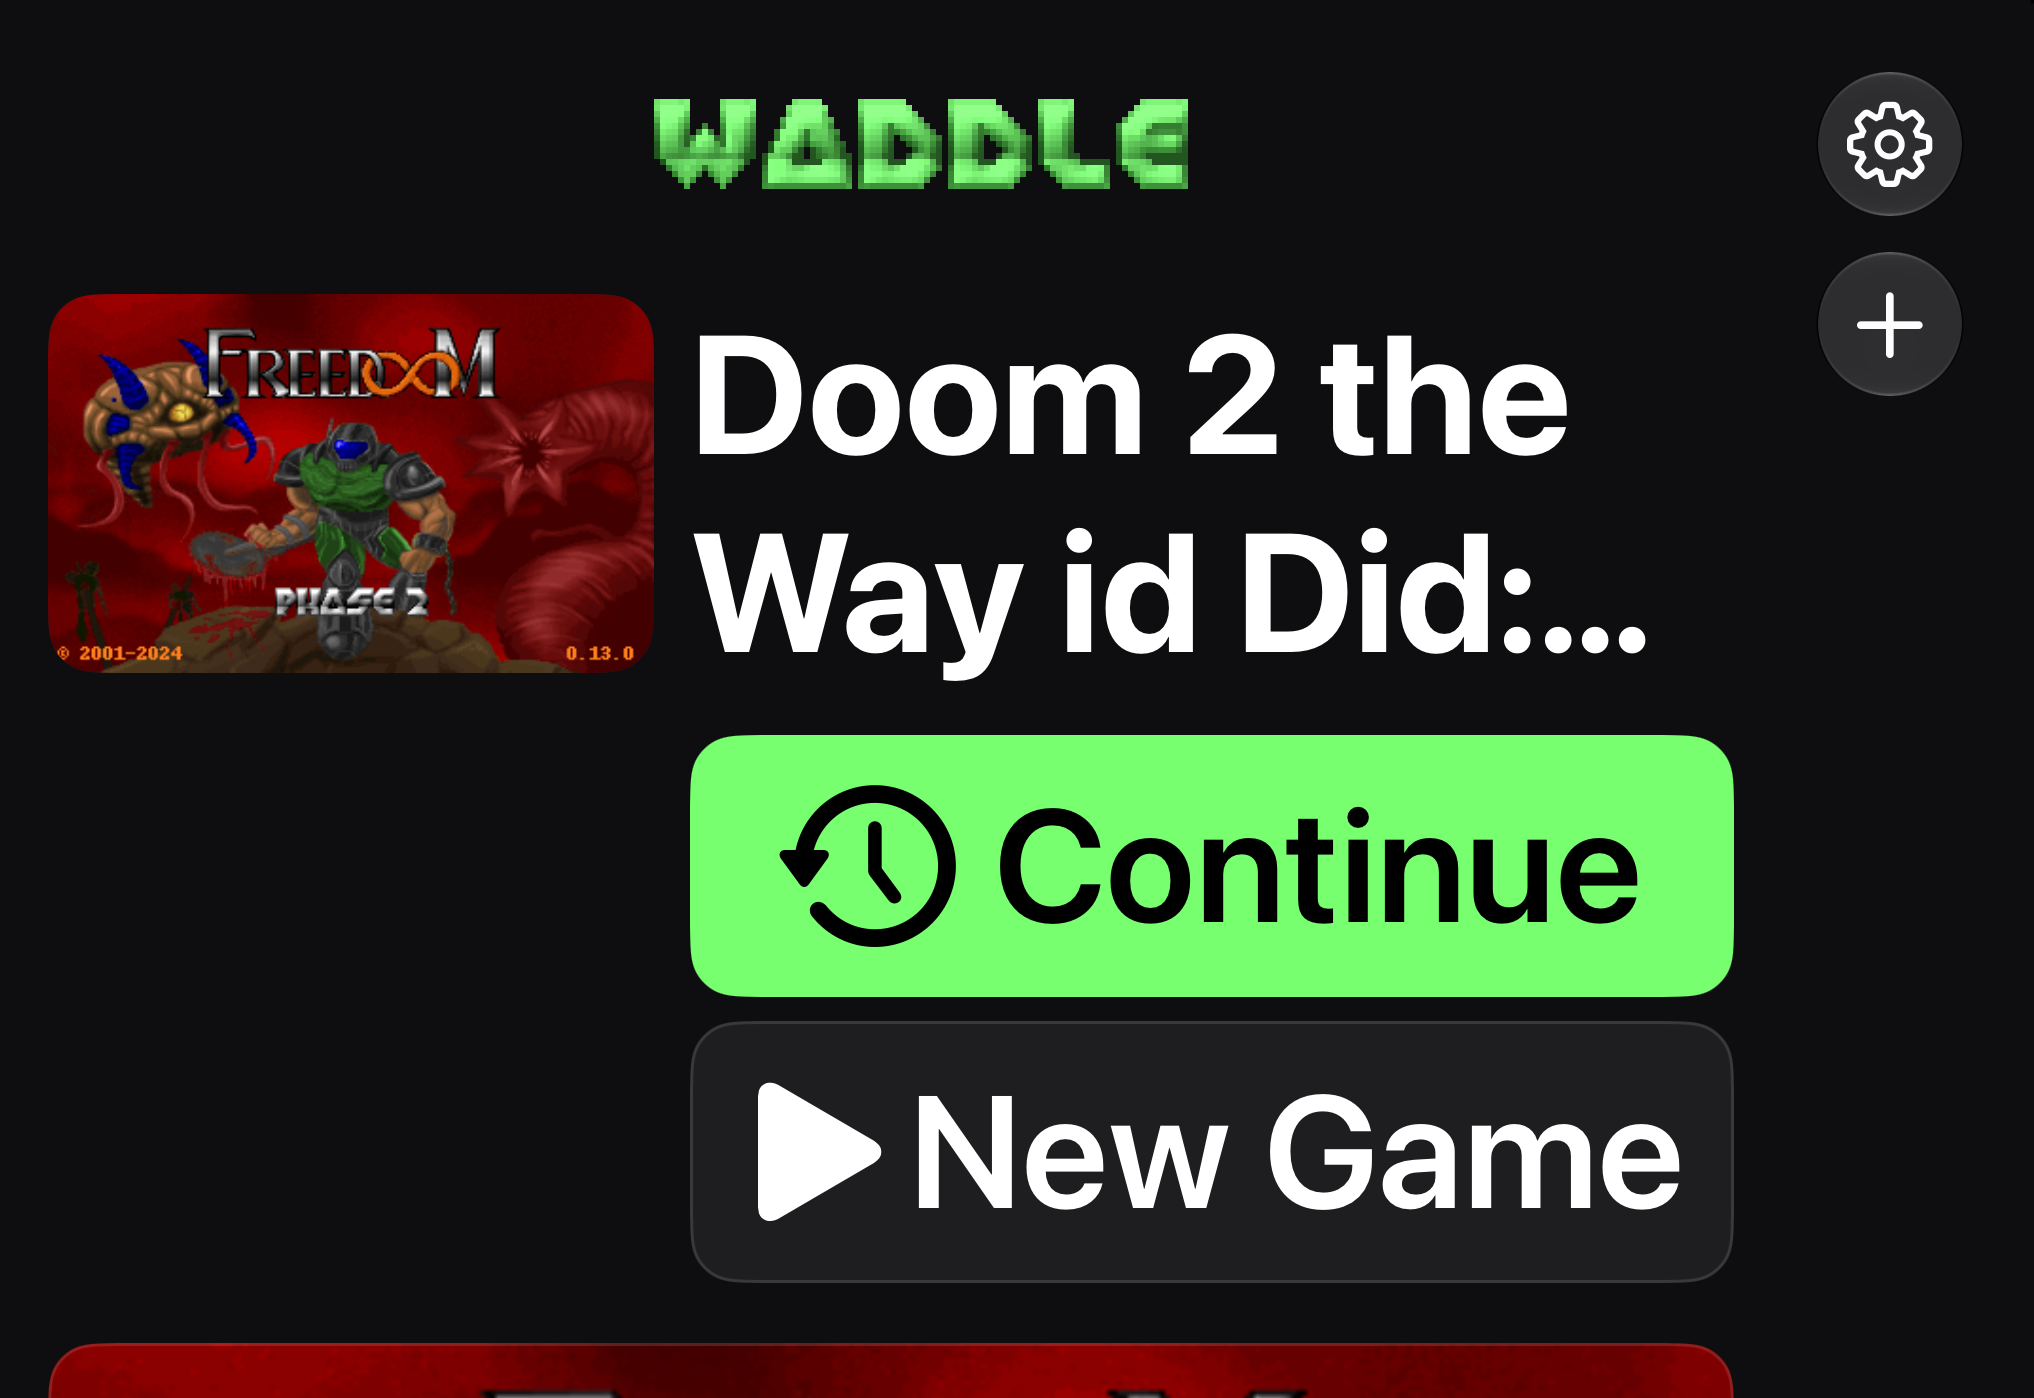 WADDLE
FREEDOOM
PHASE 2
© 2001-2024
0.13.0
Doom 2 the
Way id Did:...
Continue
New Game